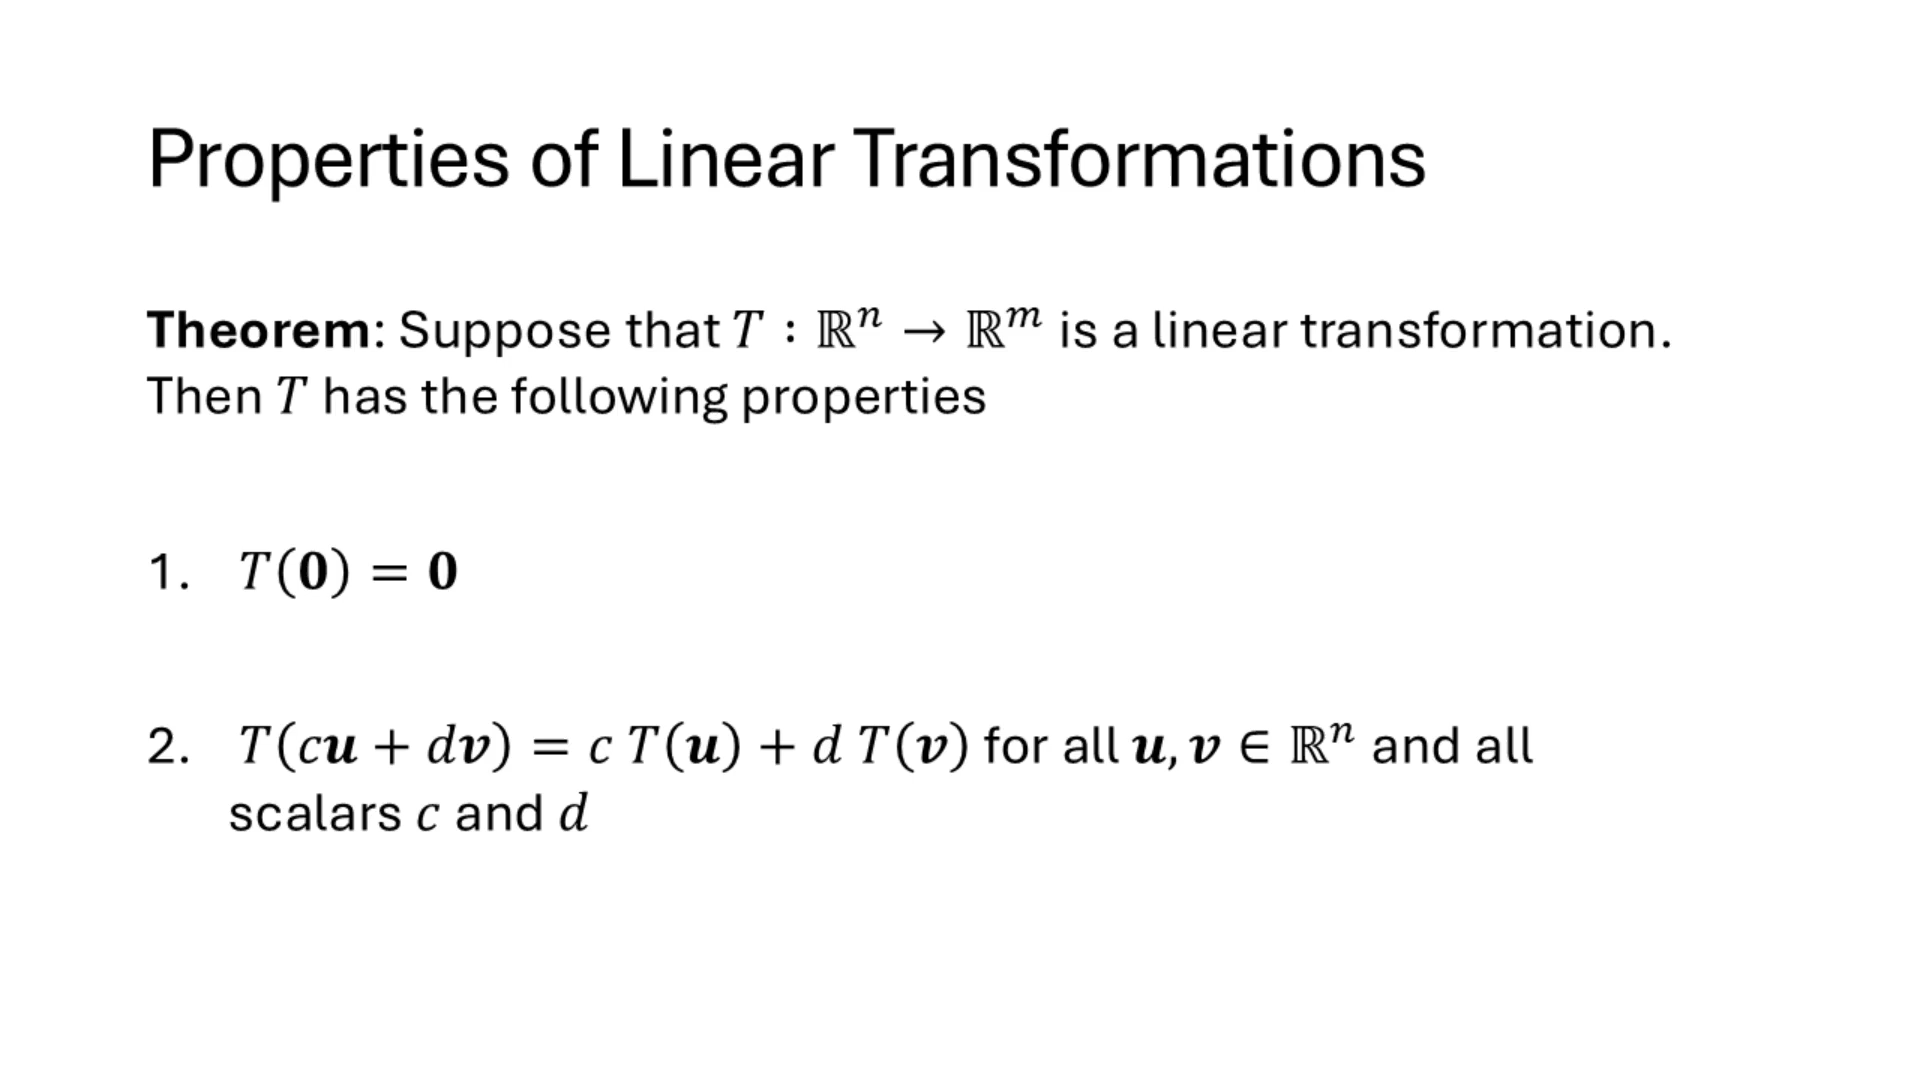 Properties of Linear Transformations
Theorem: Suppose that 𝑇 : ℝⁿ → ℝᵐ is a linear transformation.
Then 𝑇 has the following properties
1. 𝑇(𝟎) = 𝟎
2. 𝑇(𝑐𝒖 + 𝑑𝒗) = 𝑐 𝑇(𝒖) + 𝑑 𝑇(𝒗) for all 𝒖, 𝒗 ∈ ℝⁿ and all
scalars 𝑐 and 𝑑